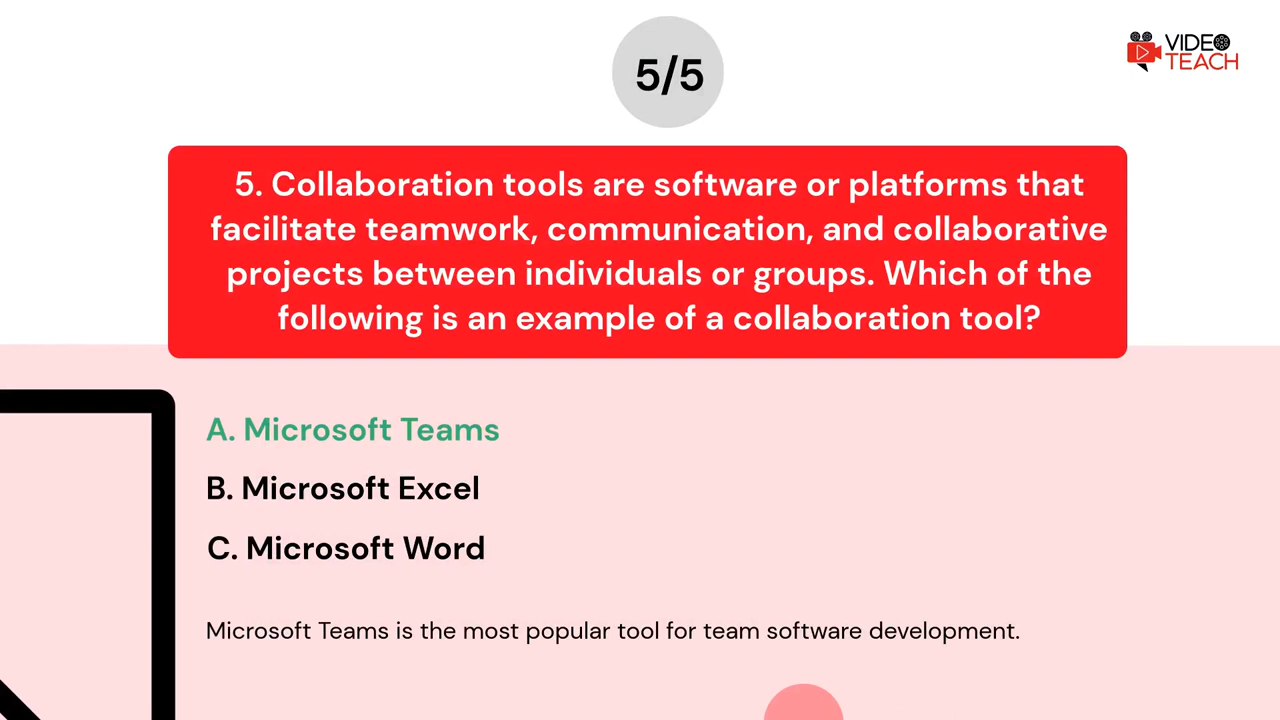 5/5
VIDEO
TEACH
5. Collaboration tools are software or platforms that
facilitate teamwork, communication, and collaborative
projects between individuals or groups. Which of the
following is an example of a collaboration tool?
A. Microsoft Teams
B. Microsoft Excel
C. Microsoft Word
Microsoft Teams is the most popular tool for team software development.